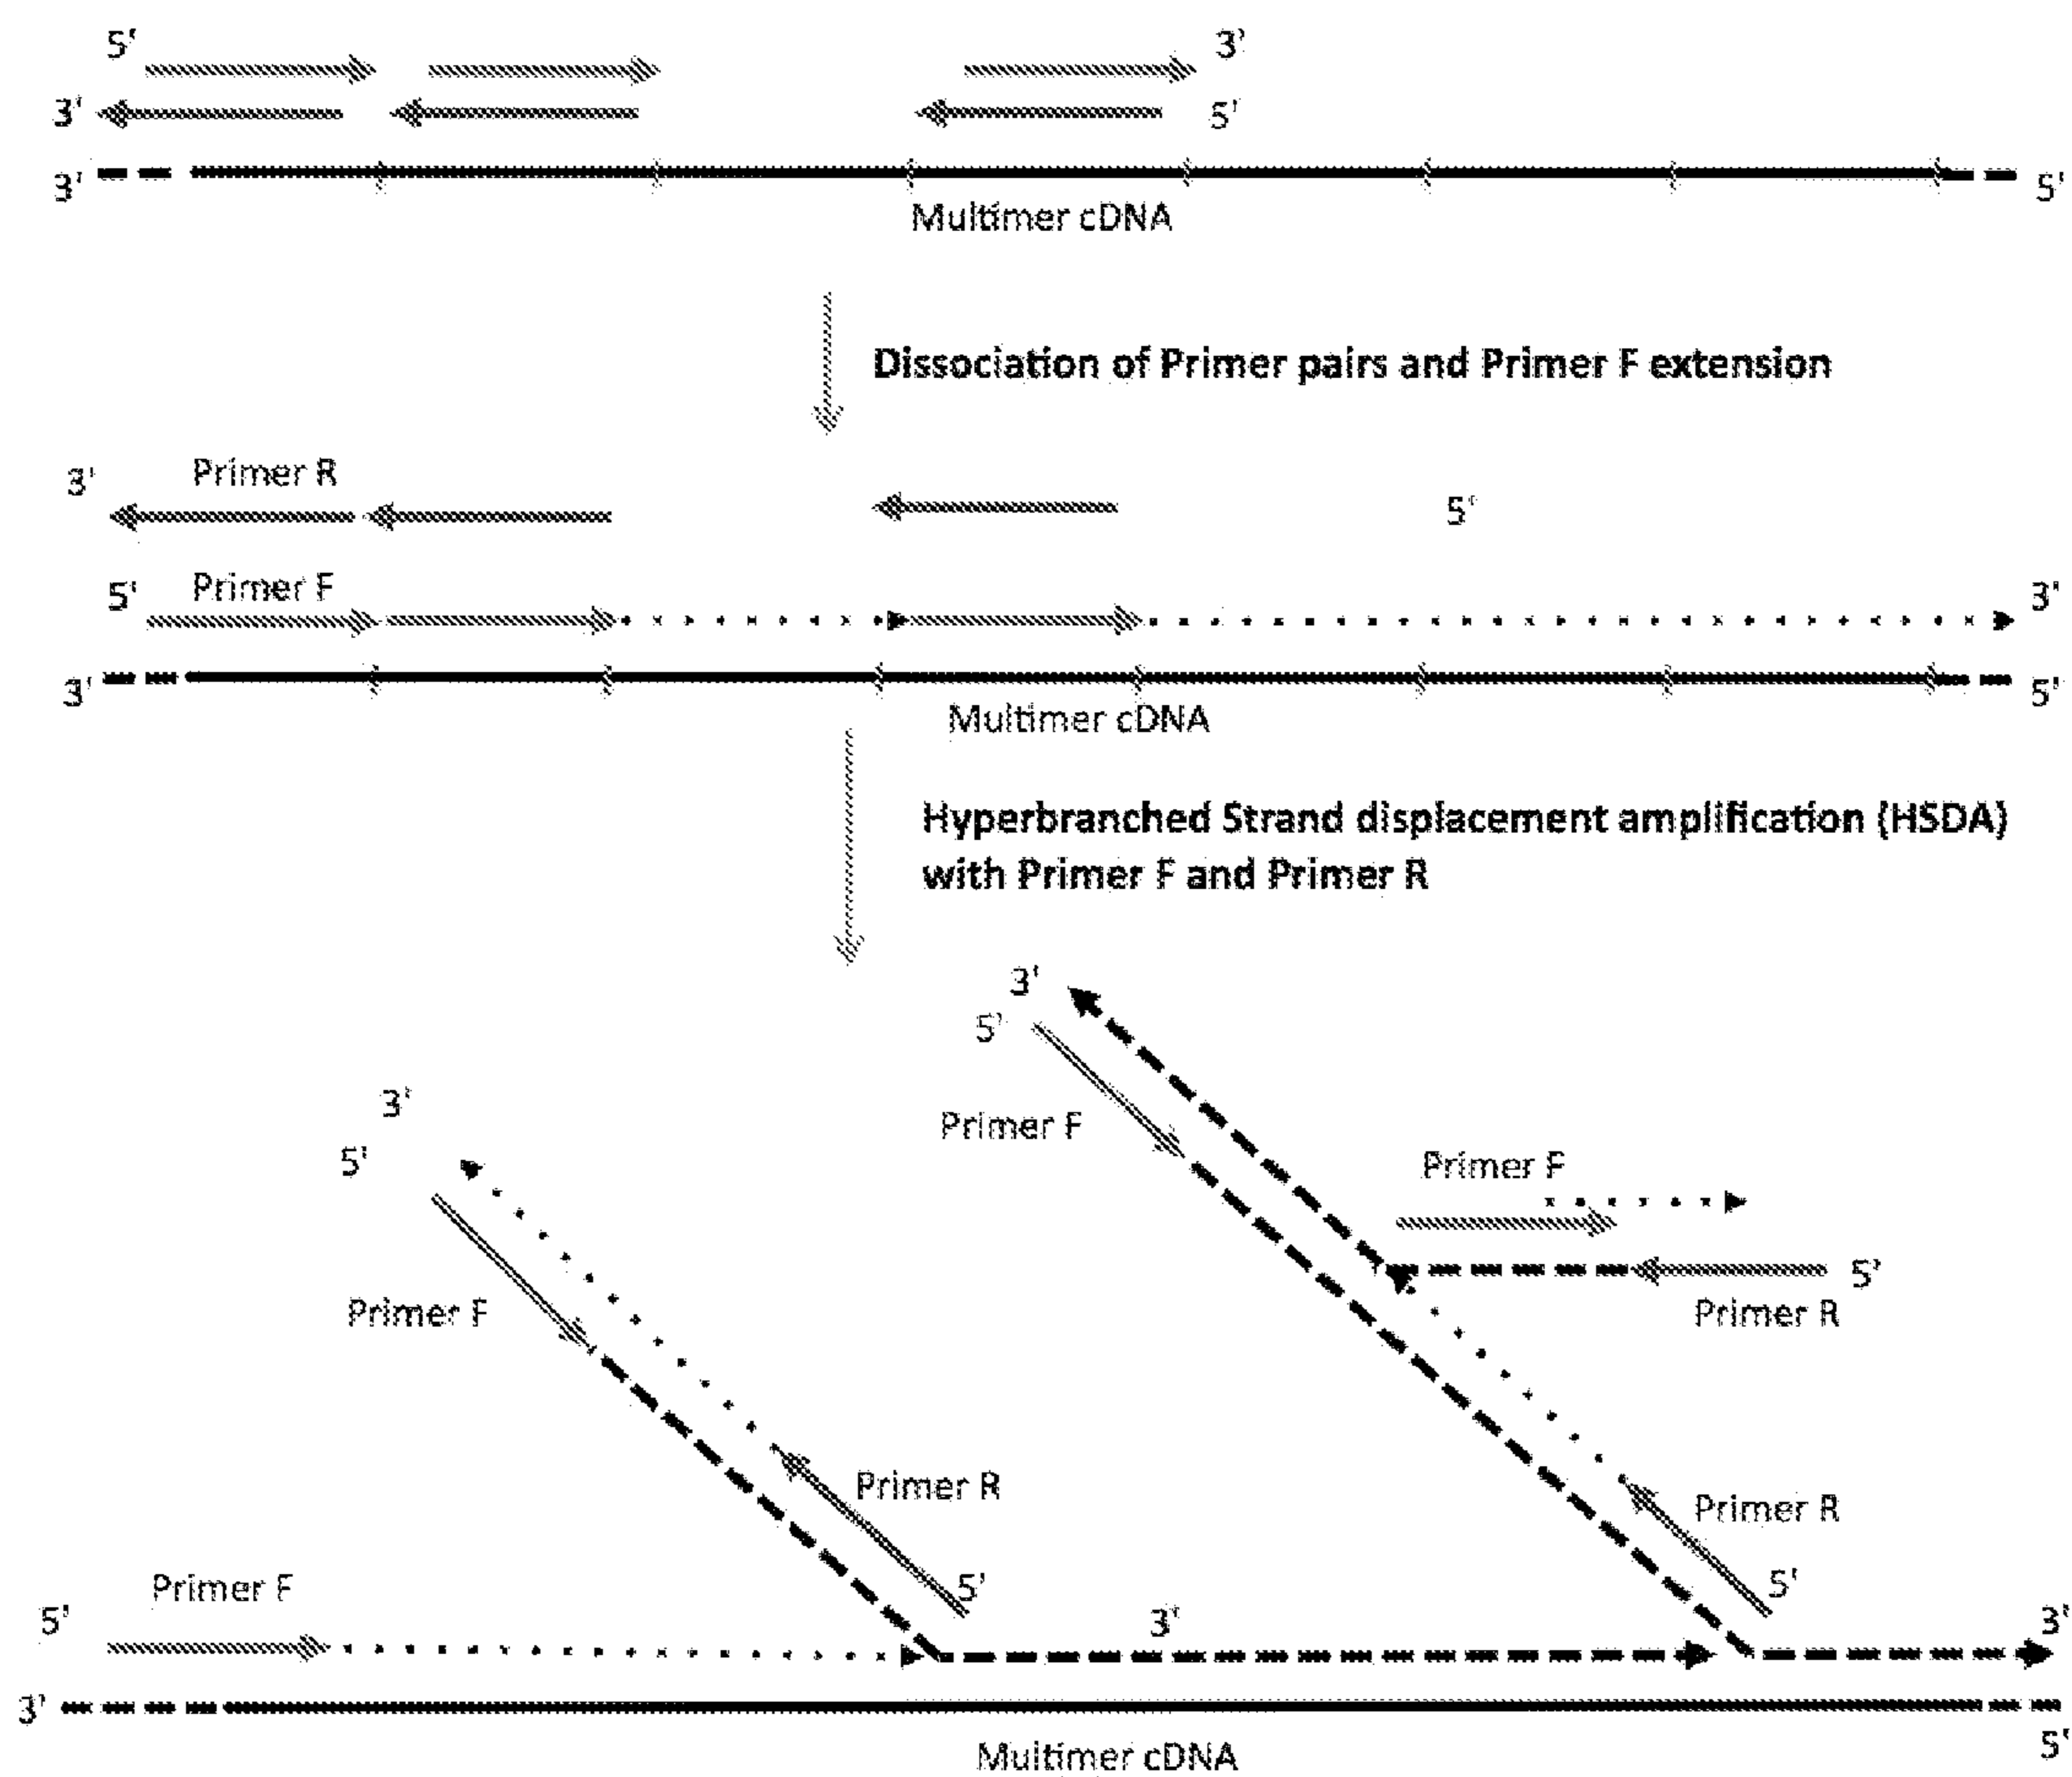 5' 3'
3' 5'
3' 5'
Multimer cDNA
Dissociation of Primer pairs and Primer F extension
3' Primer R 5'
5' Primer F 3'
3' 5'
Multimer cDNA
Hyperbranched Strand displacement amplification (HSDA)
with Primer F and Primer R
3'
5'
3'
Primer F
5'
Primer F
5'
Primer F
Primer R
Primer R
Primer R
5'
5'
Primer F
5'
3'
3'
3'
5'
Multimer cDNA